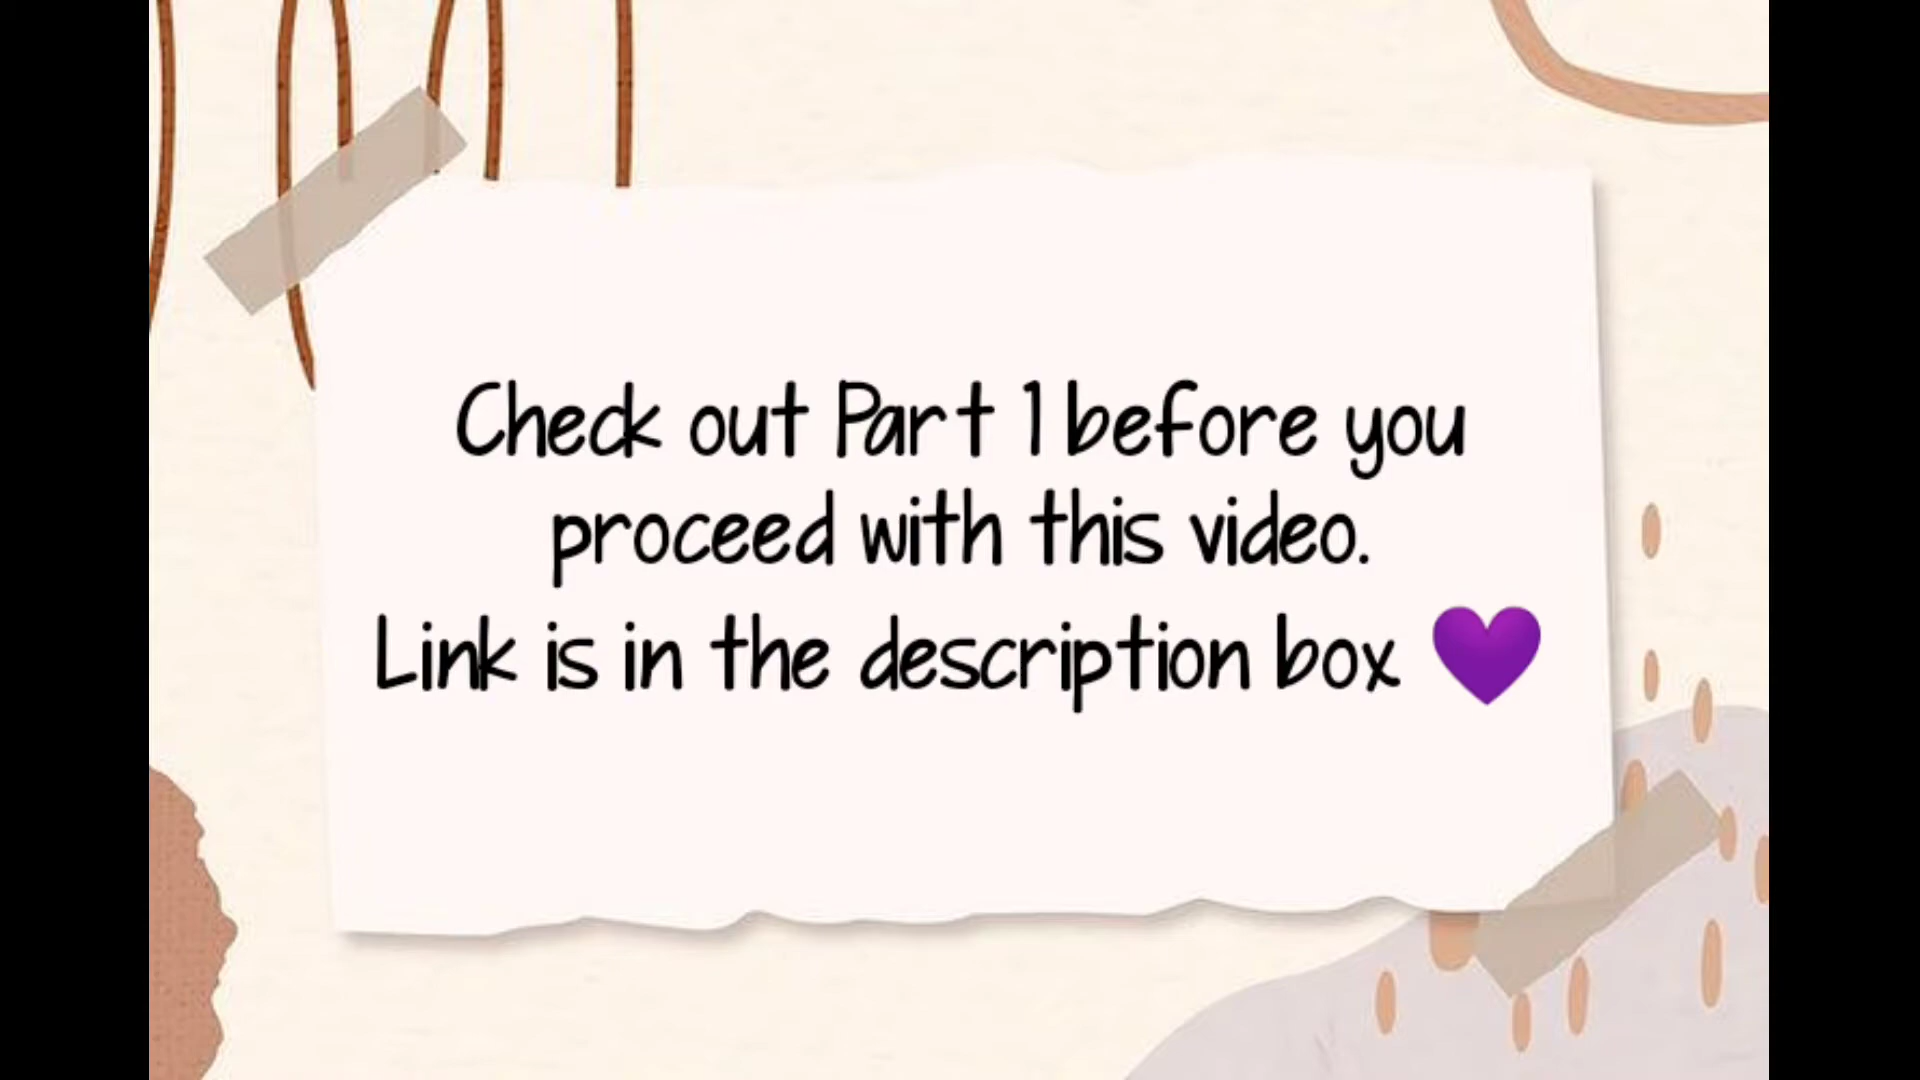 Check out Part 1 before you
proceed with this video.
Link is in the description box 💜